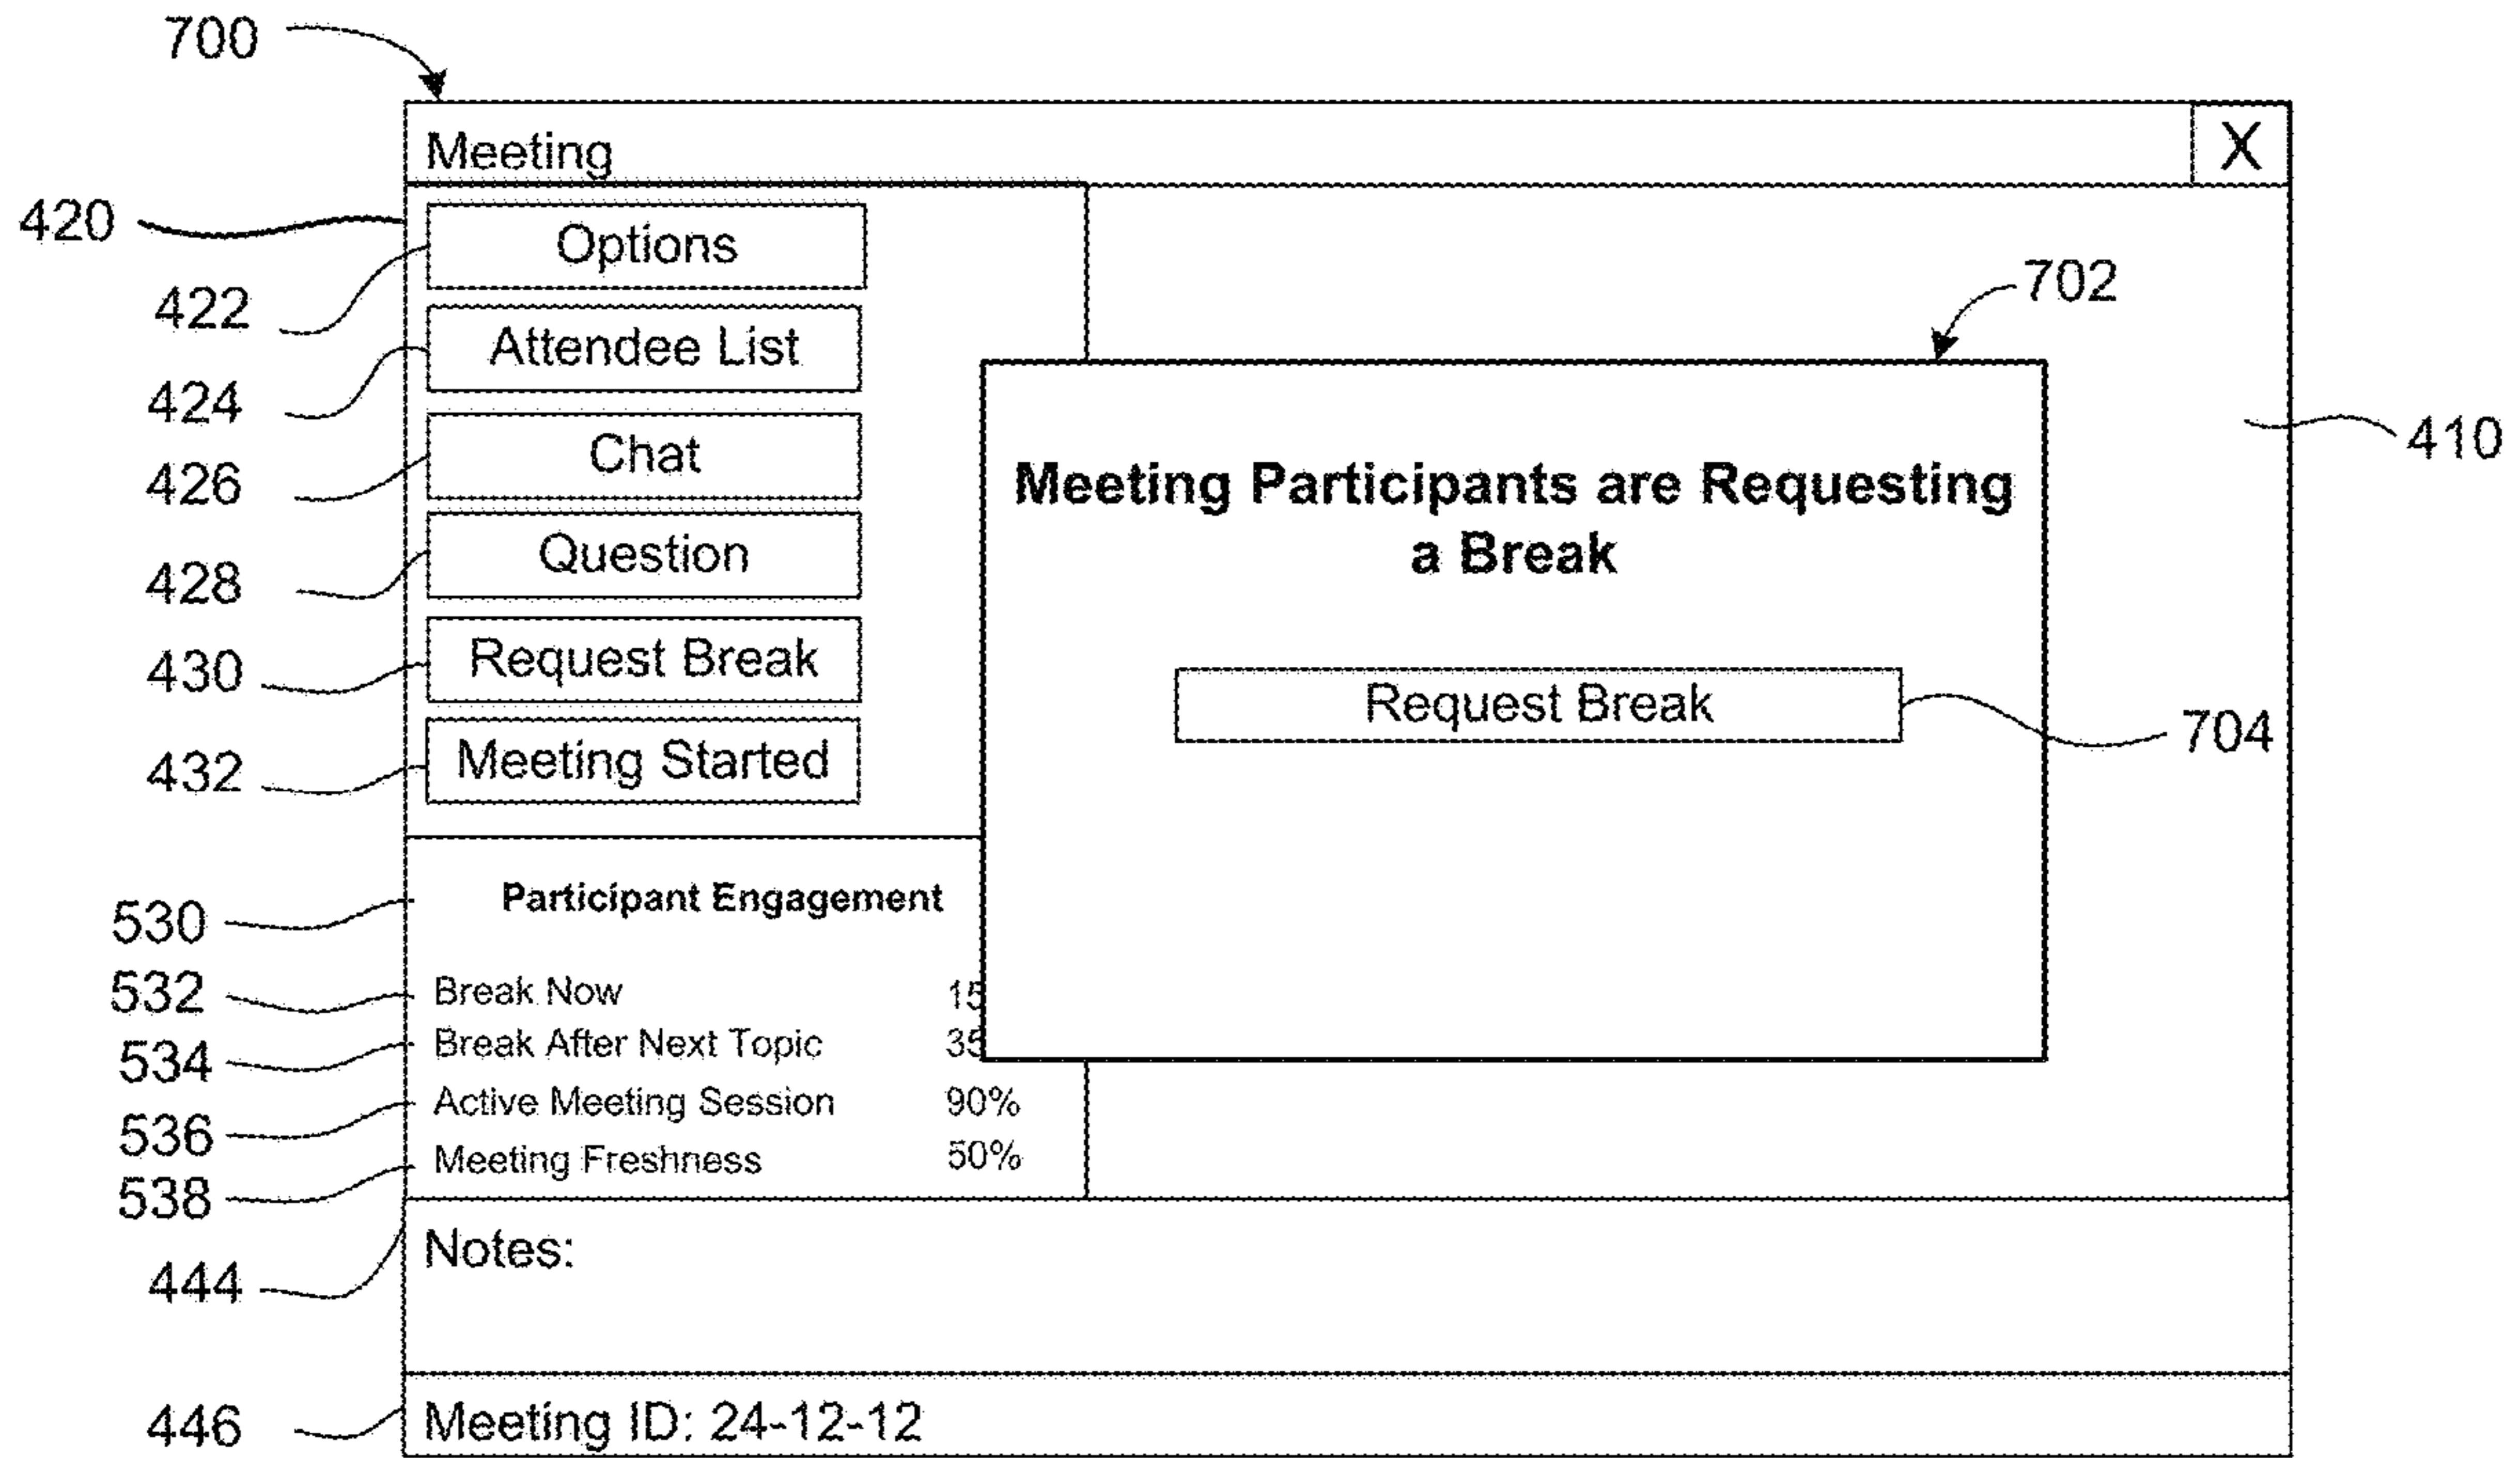 700
Meeting
X
420
Options
422
702
Attendee List
424
410
Chat
Meeting Participants are Requesting
a Break
426
Question
428
Request Break
430
Request Break
704
Meeting Started
432
Participant Engagement
530
532
Break Now
15
534
Break After Next Topic
35
536
Active Meeting Session
90%
538
Meeting Freshness
50%
444
Notes:
446
Meeting ID: 24-12-12